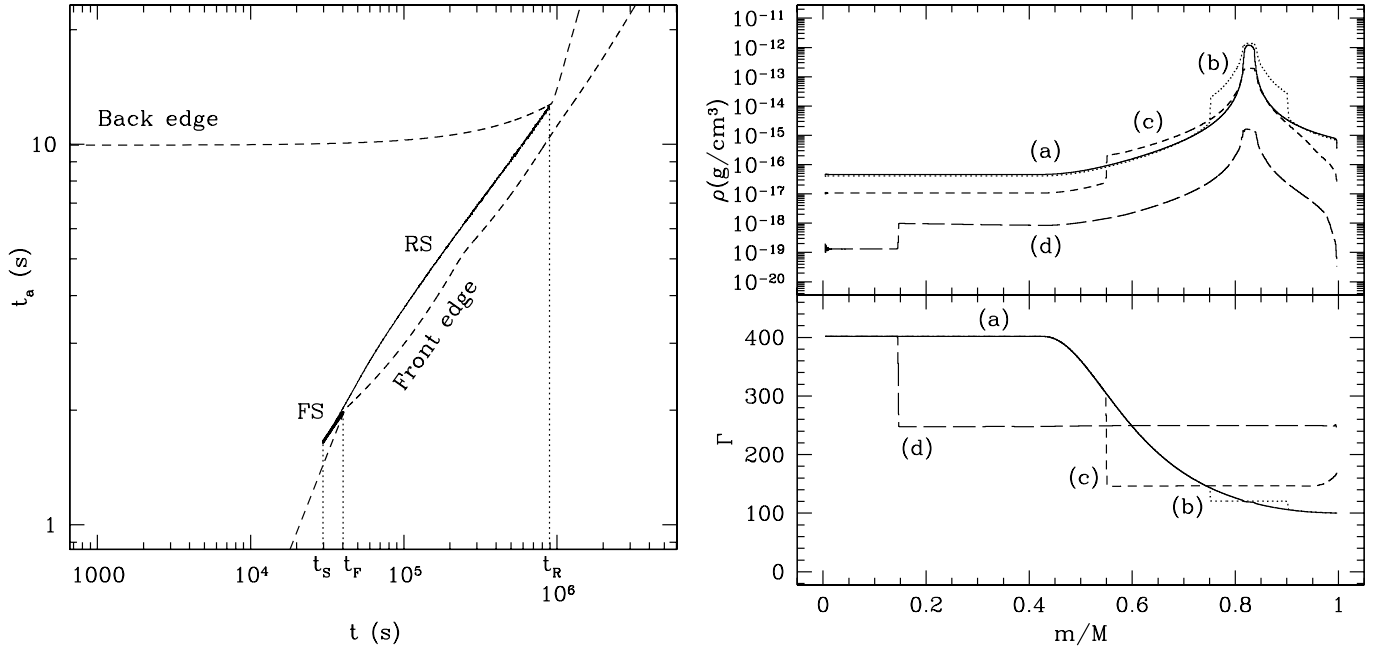 10
1
t_a (s)
Back edge
RS
Front edge
FS
t_S
t_F
t_R
1000
10^4
10^5
10^6
t (s)
10^-11
10^-12
10^-13
10^-14
10^-15
10^-16
10^-17
10^-18
10^-19
10^-20
ρ(g/cm^3)
(b)
(c)
(a)
(d)
400
300
200
100
0
Γ
(a)
(d)
(c)
(b)
0
0.2
0.4
0.6
0.8
1
m/M